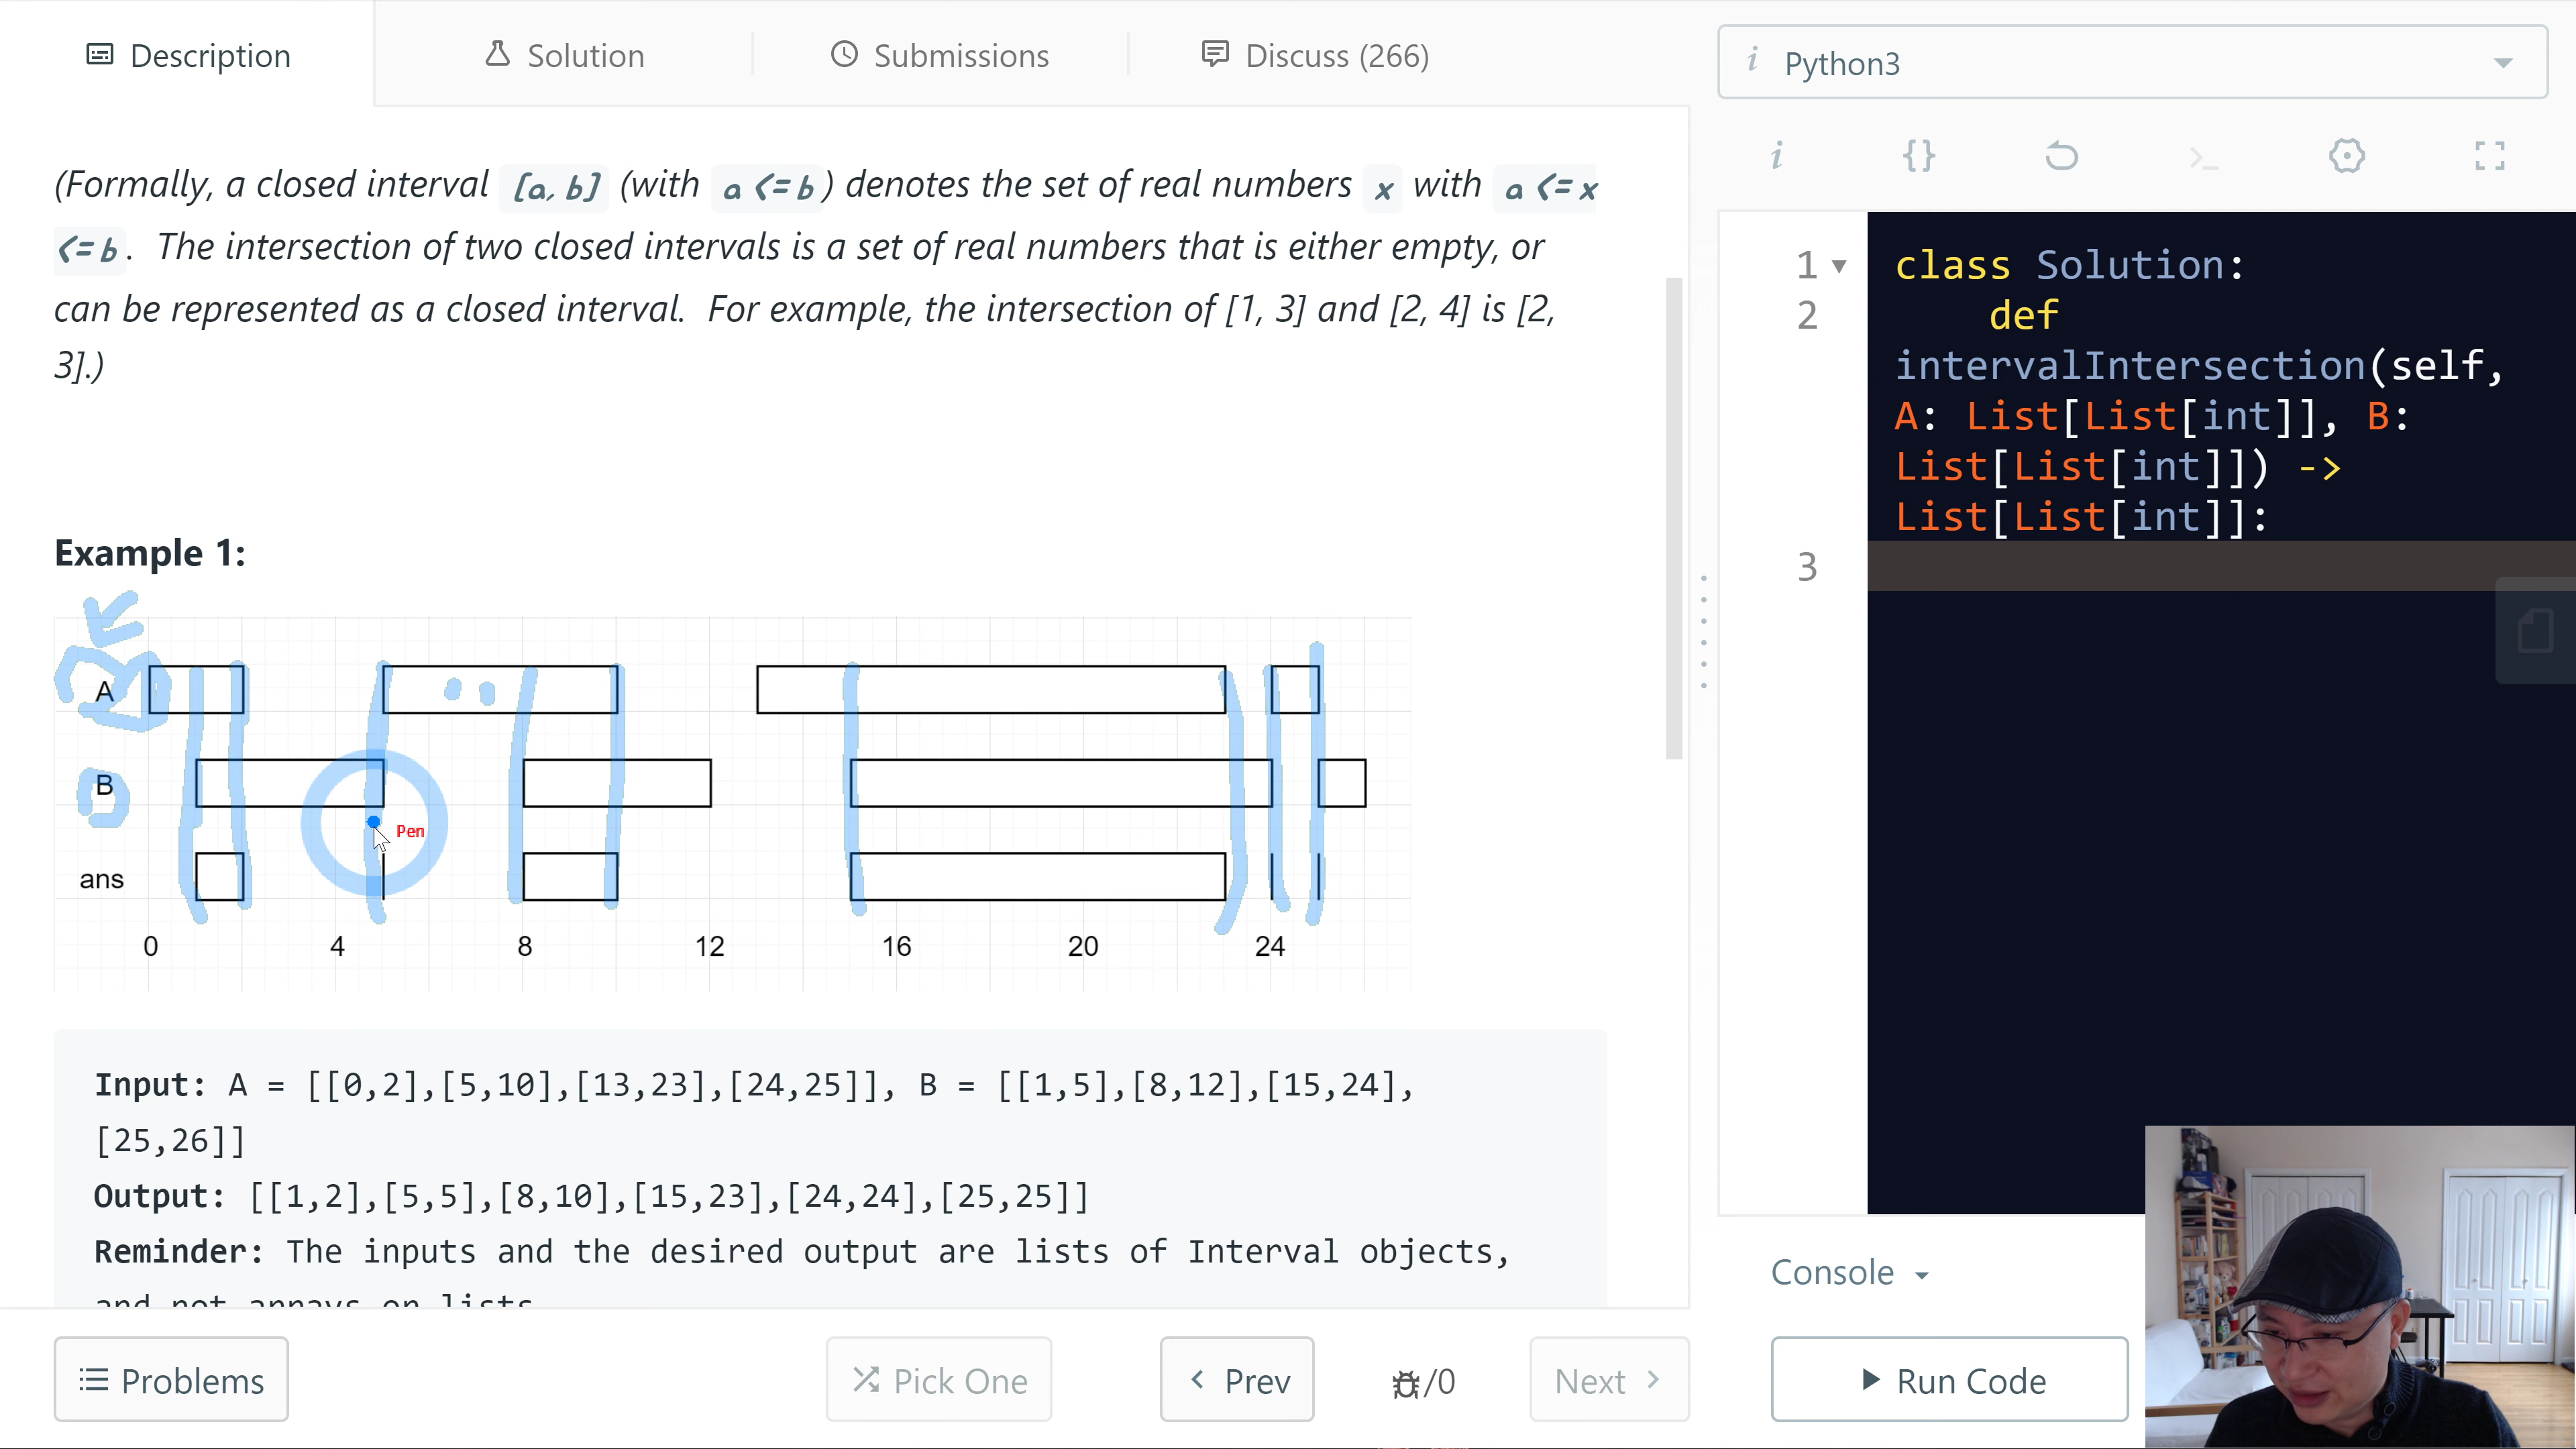 Description
Solution
Submissions
Discuss (266)
(Formally, a closed interval [a, b] (with a <= b) denotes the set of real numbers x with a <= x
<= b. The intersection of two closed intervals is a set of real numbers that is either empty, or
can be represented as a closed interval. For example, the intersection of [1, 3] and [2, 4] is [2,
3].)
Example 1:
A
B
Pen
ans
0 4 8 12 16 20 24
Input: A = [[0,2],[5,10],[13,23],[24,25]], B = [[1,5],[8,12],[15,24],
[25,26]]
Output: [[1,2],[5,5],[8,10],[15,23],[24,24],[25,25]]
Reminder: The inputs and the desired output are lists of Interval objects,
and not arrays or lists
Problems
Pick One
Prev
/0
Next
i Python3
i {} >_
1 class Solution:
2 def
intervalIntersection(self,
A: List[List[int]], B:
List[List[int]]) ->
List[List[int]]:
3
Console
Run Code